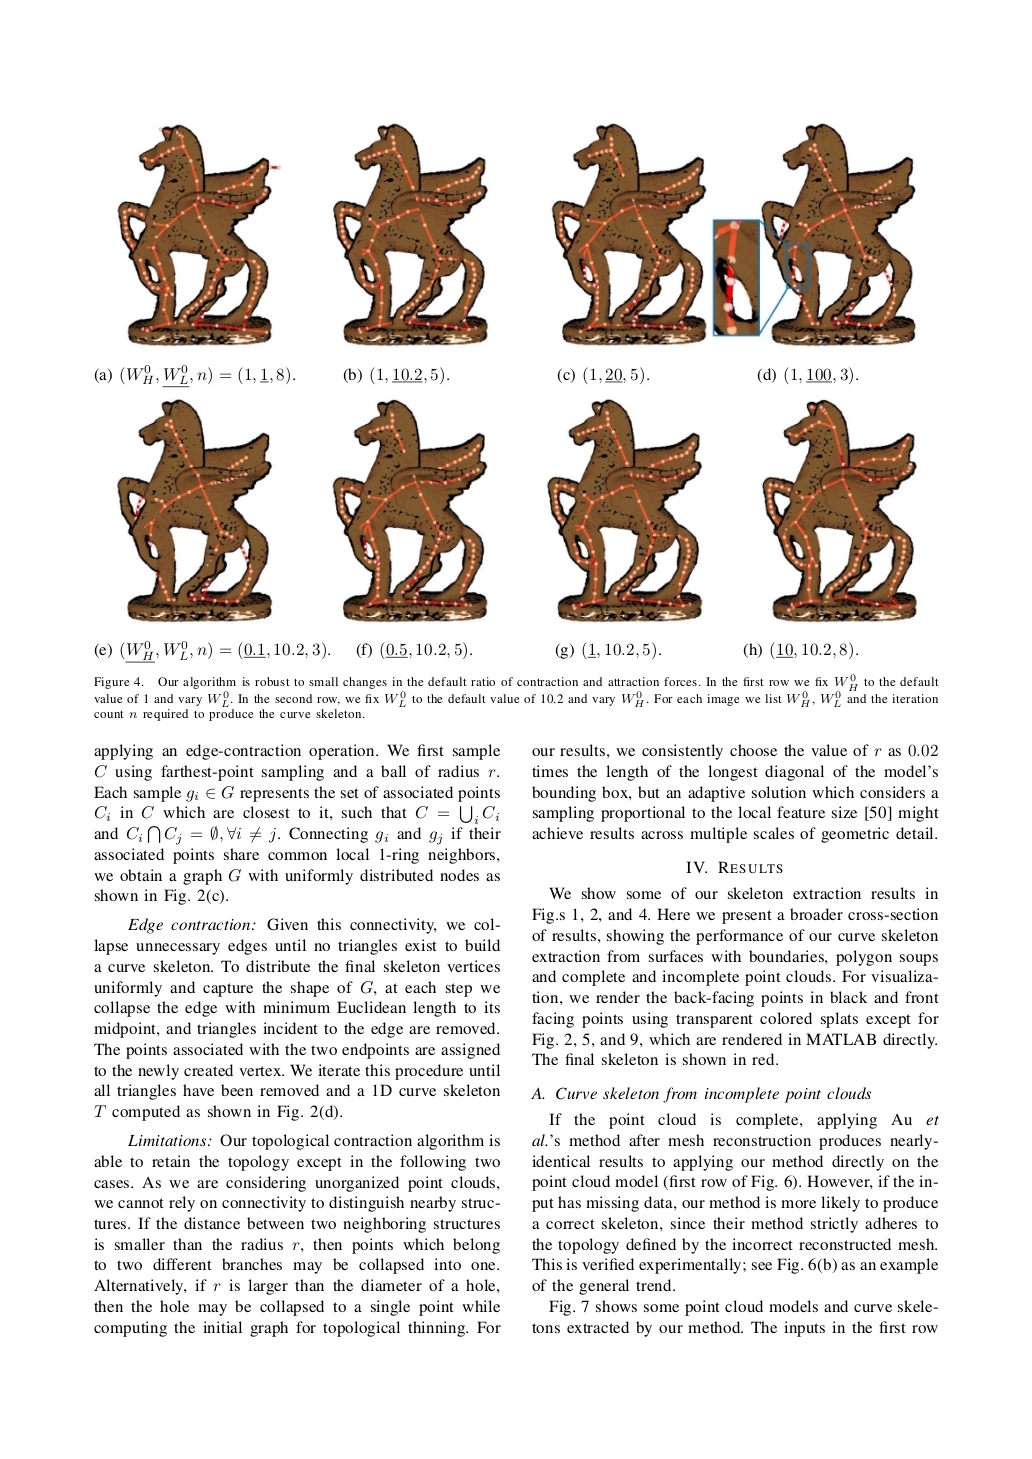 (a) (W_H^0, W_L^0, n) = (1, 1, 8).
(b) (1, 10.2, 5).
(c) (1, 20, 5).
(d) (1, 100, 3).
(e) (W_H^0, W_L^0, n) = (0.1, 10.2, 3).
(f) (0.5, 10.2, 5).
(g) (1, 10.2, 5).
(h) (10, 10.2, 8).
Figure 4. Our algorithm is robust to small changes in the default ratio of contraction and attraction forces. In the first row we fix W_H^0 to the default
value of 1 and vary W_L^0. In the second row, we fix W_L^0 to the default value of 10.2 and vary W_H^0. For each image we list W_H^0, W_L^0 and the iteration
count n required to produce the curve skeleton.
applying an edge-contraction operation. We first sample
C using farthest-point sampling and a ball of radius r.
Each sample g_i ∈ G represents the set of associated points
C_i in C which are closest to it, such that C = ⋃_i C_i
and C_i ⋂ C_j = ∅, ∀i ≠ j. Connecting g_i and g_j if their
associated points share common local 1-ring neighbors,
we obtain a graph G with uniformly distributed nodes as
shown in Fig. 2(c).
Edge contraction: Given this connectivity, we col-
lapse unnecessary edges until no triangles exist to build
a curve skeleton. To distribute the final skeleton vertices
uniformly and capture the shape of G, at each step we
collapse the edge with minimum Euclidean length to its
midpoint, and triangles incident to the edge are removed.
The points associated with the two endpoints are assigned
to the newly created vertex. We iterate this procedure until
all triangles have been removed and a 1D curve skeleton
T computed as shown in Fig. 2(d).
Limitations: Our topological contraction algorithm is
able to retain the topology except in the following two
cases. As we are considering unorganized point clouds,
we cannot rely on connectivity to distinguish nearby struc-
tures. If the distance between two neighboring structures
is smaller than the radius r, then points which belong
to two different branches may be collapsed into one.
Alternatively, if r is larger than the diameter of a hole,
then the hole may be collapsed to a single point while
computing the initial graph for topological thinning. For
our results, we consistently choose the value of r as 0.02
times the length of the longest diagonal of the model's
bounding box, but an adaptive solution which considers a
sampling proportional to the local feature size [50] might
achieve results across multiple scales of geometric detail.
IV. RESULTS
We show some of our skeleton extraction results in
Fig.s 1, 2, and 4. Here we present a broader cross-section
of results, showing the performance of our curve skeleton
extraction from surfaces with boundaries, polygon soups
and complete and incomplete point clouds. For visualiza-
tion, we render the back-facing points in black and front
facing points using transparent colored splats except for
Fig. 2, 5, and 9, which are rendered in MATLAB directly.
The final skeleton is shown in red.
A. Curve skeleton from incomplete point clouds
If the point cloud is complete, applying Au et
al.'s method after mesh reconstruction produces nearly-
identical results to applying our method directly on the
point cloud model (first row of Fig. 6). However, if the in-
put has missing data, our method is more likely to produce
a correct skeleton, since their method strictly adheres to
the topology defined by the incorrect reconstructed mesh.
This is verified experimentally; see Fig. 6(b) as an example
of the general trend.
Fig. 7 shows some point cloud models and curve skele-
tons extracted by our method. The inputs in the first row